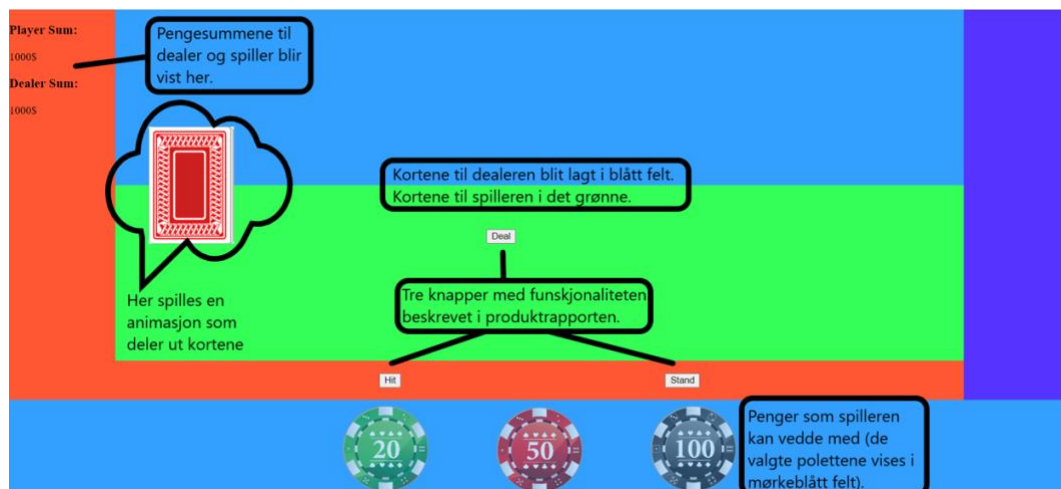 Player Sum:
1000$
Dealer Sum:
1000$
Pengesummene til
dealer og spiller blir
vist her.
Kortene til dealeren blit lagt i blått felt.
Kortene til spilleren i det grønne.
Deal
Her spilles en
animasjon som
deler ut kortene
Tre knapper med funskjonaliteten
beskrevet i produktrapporten.
Hit
Stand
20
50
100
Penger som spilleren
kan vedde med (de
valgte polettene vises i
mørkeblått felt).